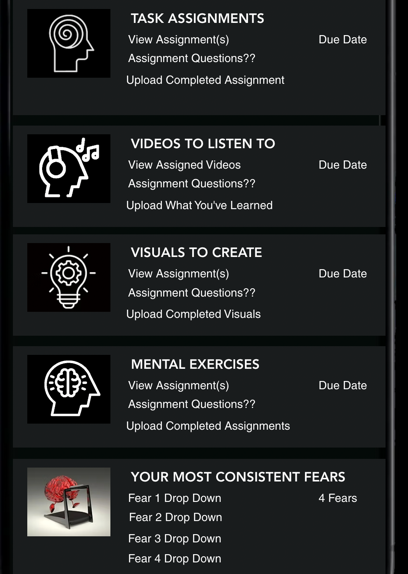 TASK ASSIGNMENTS
View Assignment(s) Due Date
Assignment Questions??
Upload Completed Assignment
VIDEOS TO LISTEN TO
View Assigned Videos Due Date
Assignment Questions??
Upload What You've Learned
VISUALS TO CREATE
View Assignment(s) Due Date
Assignment Questions??
Upload Completed Visuals
MENTAL EXERCISES
View Assignment(s) Due Date
Assignment Questions??
Upload Completed Assignments
YOUR MOST CONSISTENT FEARS
Fear 1 Drop Down 4 Fears
Fear 2 Drop Down
Fear 3 Drop Down
Fear 4 Drop Down